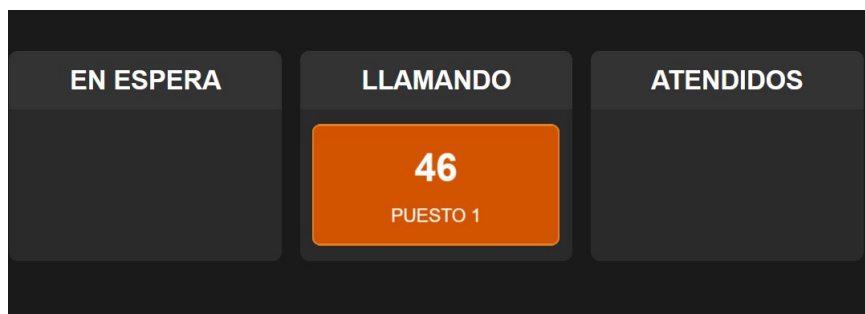 EN ESPERA
LLAMANDO
46
PUESTO 1
ATENDIDOS